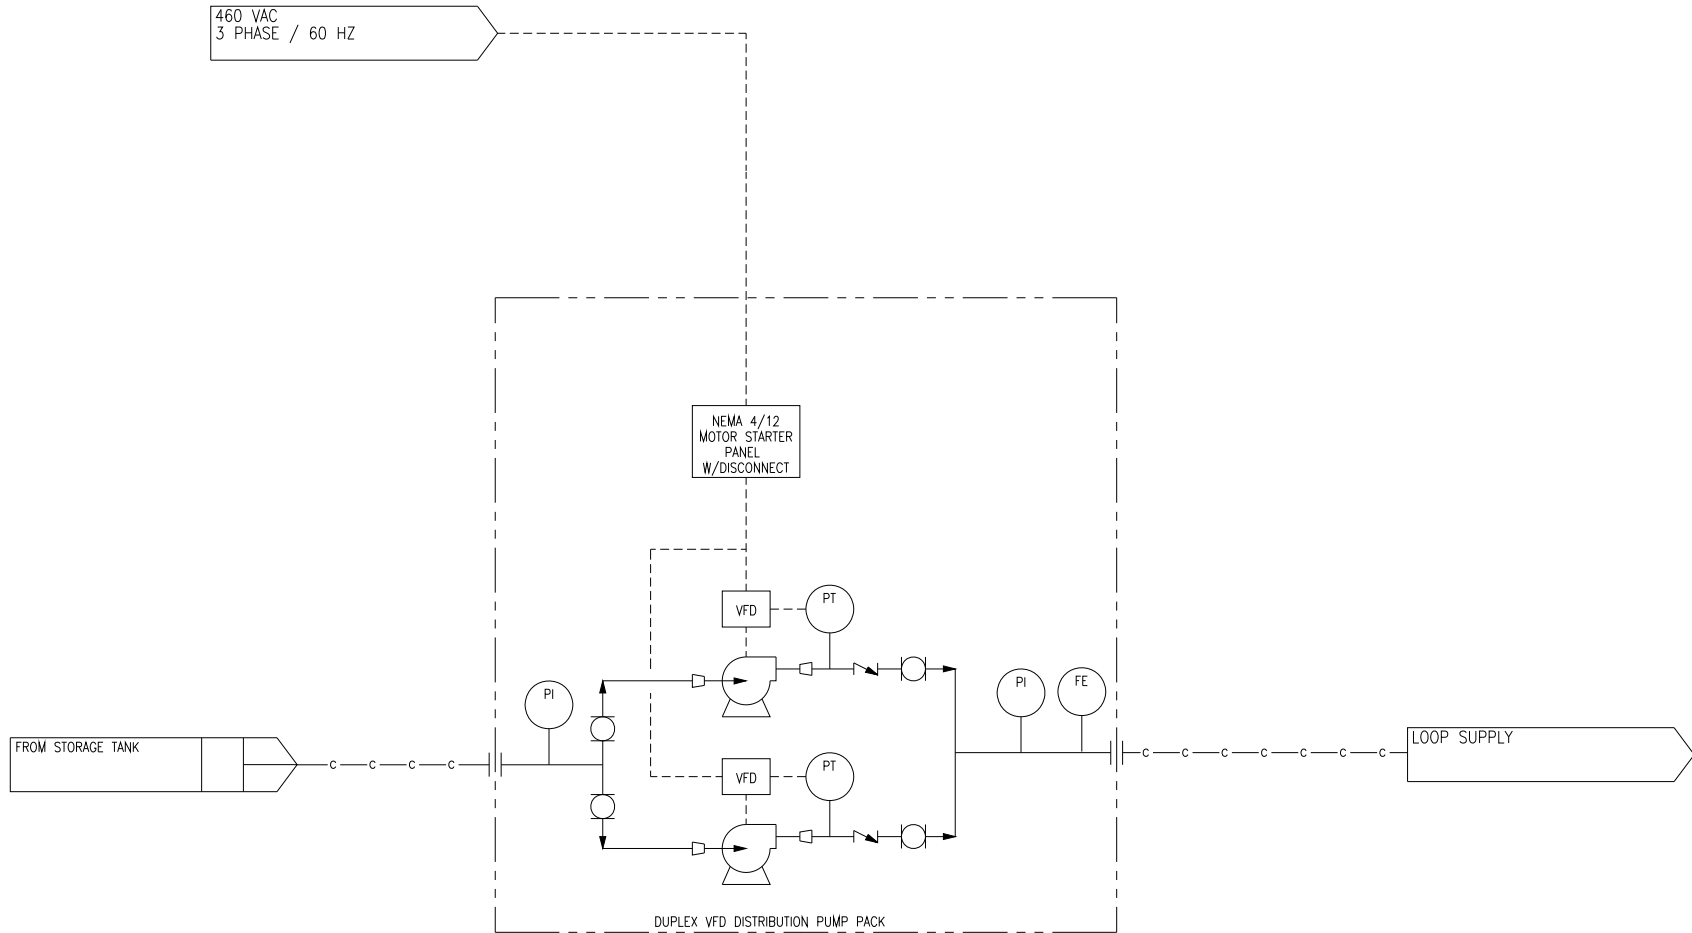 460 VAC
3 PHASE / 60 HZ
NEMA 4/12
MOTOR STARTER
PANEL
W/DISCONNECT
VFD
PT
PI
PI
FE
FROM STORAGE TANK
C C C C
C C C C C C C
LOOP SUPPLY
VFD
PT
DUPLEX VFD DISTRIBUTION PUMP PACK